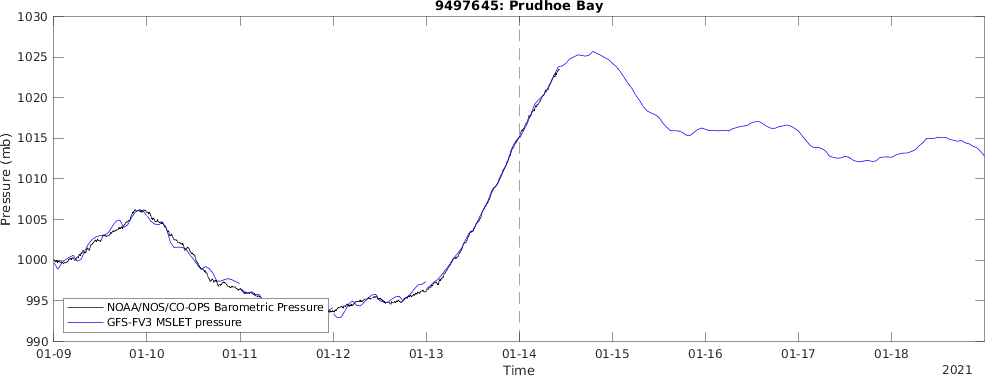 9497645: Prudhoe Bay
1030
1025
1020
1015
1010
1005
1000
995
990
Pressure (mb)
NOAA/NOS/CO-OPS Barometric Pressure
GFS-FV3 MSLET pressure
01-09 01-10 01-11 01-12 01-13 01-14 01-15 01-16 01-17 01-18
Time
2021